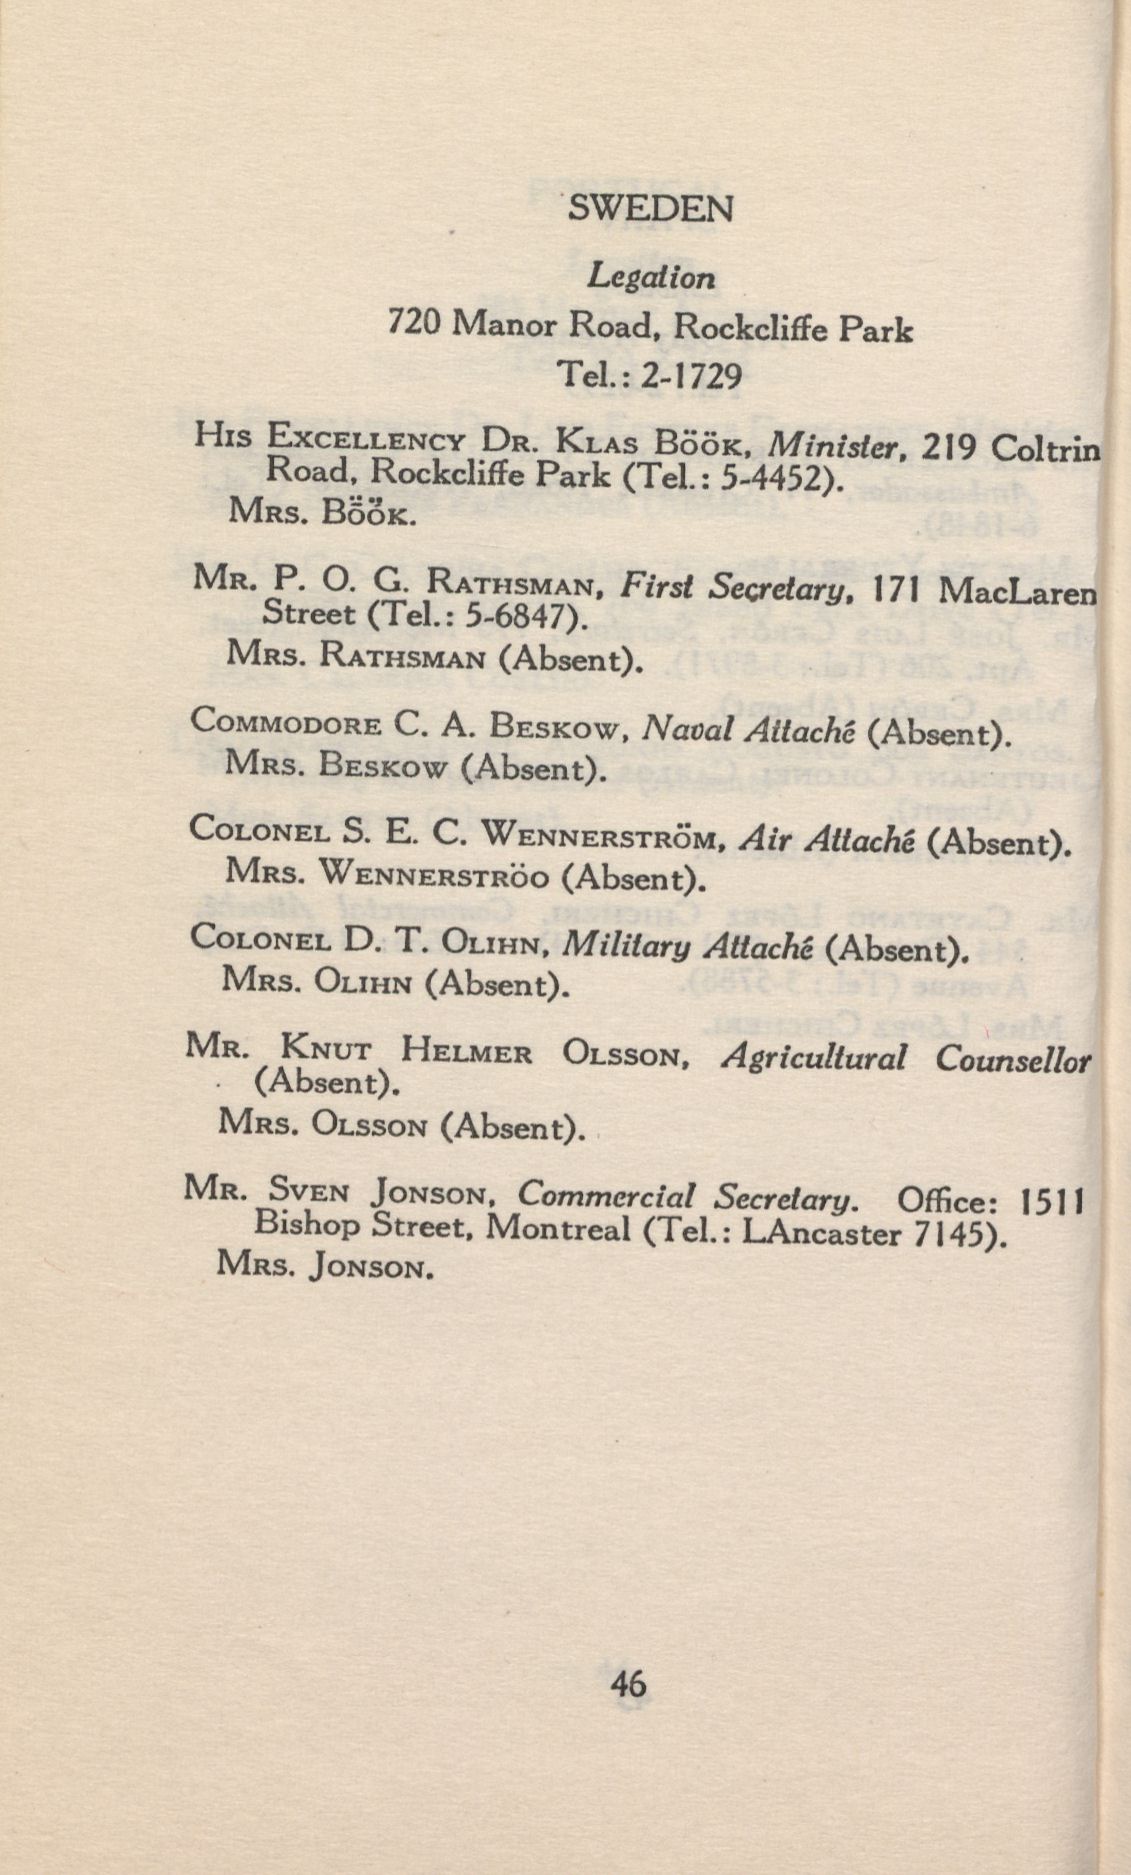 SWEDEN
Legation
720 Manor Road, Rockcliffe Park
Tel.: 2-1729
HIS EXCELLENCY DR. KLAS BÖÖK, Minister, 219 Coltrin
Road, Rockcliffe Park (Tel.: 5-4452).
MRS. BÖÖK.
MR. P. O. G. RATHSMAN, First Secretary, 171 MacLaren
Street (Tel.: 5-6847).
MRS. RATHSMAN (Absent).
COMMODORE C. A. BESKOW, Naval Attaché (Absent).
MRS. BESKOW (Absent).
COLONEL S. E. C. WENNERSTRÖM, Air Attaché (Absent).
MRS. WENNERSTRÖO (Absent).
COLONEL D. T. OLIHN, Military Attaché (Absent).
MRS. OLIHN (Absent).
MR. KNUT HELMER OLSSON, Agricultural Counsellor
(Absent).
MRS. OLSSON (Absent).
MR. SVEN JONSON, Commercial Secretary. Office: 1511
Bishop Street, Montreal (Tel.: LAncaster 7145).
MRS. JONSON.
46